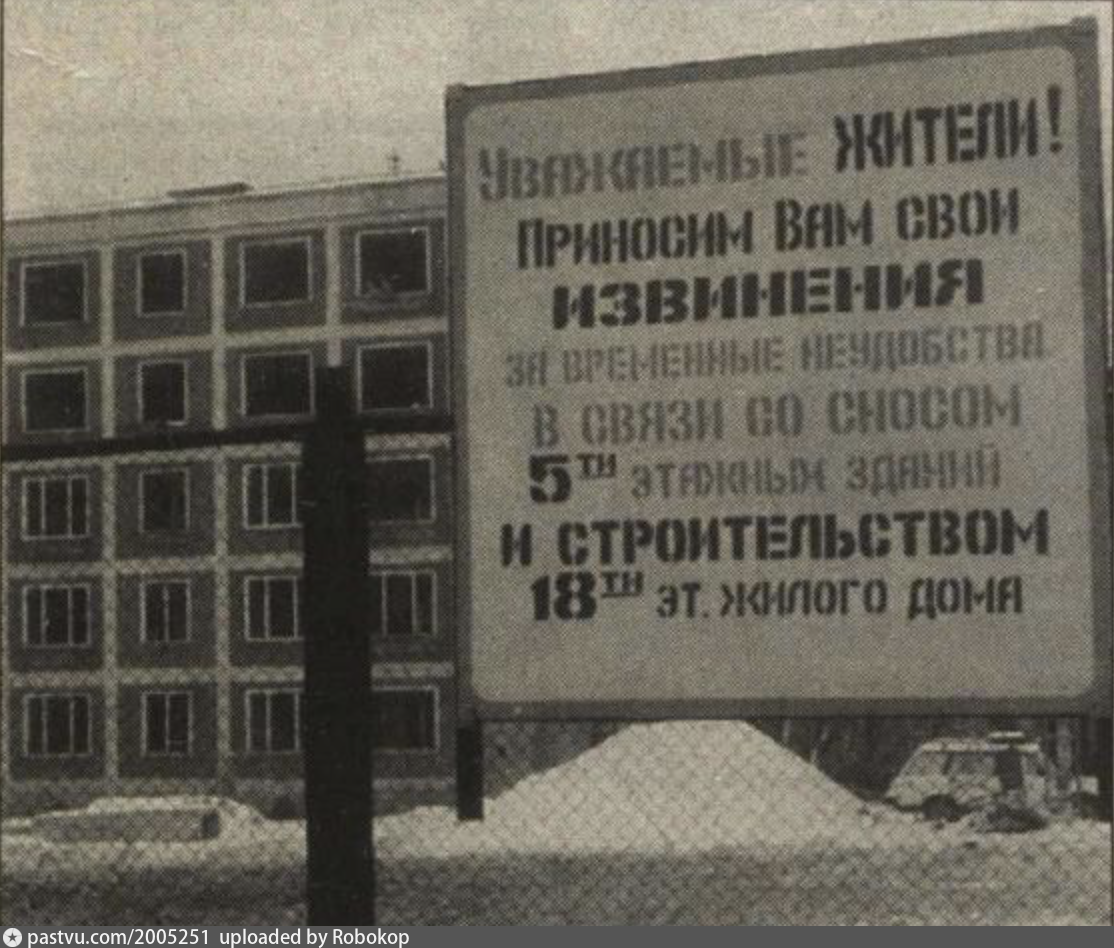 Уважаемые жители!
Приносим Вам свои
извинения
за временные неудобства
в связи со сносом
5ти этажных зданий
и строительством
18ти эт. жилого дома
pastvu.com/2005251 uploaded by Robokop